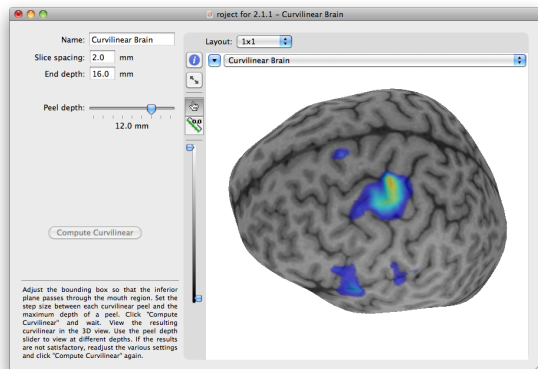 roject for 2.1.1 – Curvilinear Brain
Name: Curvilinear Brain
Slice spacing: 2.0 mm
End depth: 16.0 mm
Peel depth:
12.0 mm
Compute Curvilinear
Adjust the bounding box so that the inferior
plane passes through the mouth region. Set the
step size between each curvilinear peel and the
maximum depth of a peel. Click "Compute
Curvilinear" and wait. View the resulting
curvilinear in the 3D view. Use the peel depth
slider to view at different depths. If the results
are not satisfactory, readjust the various settings
and click "Compute Curvilinear" again.
Layout: 1x1
Curvilinear Brain